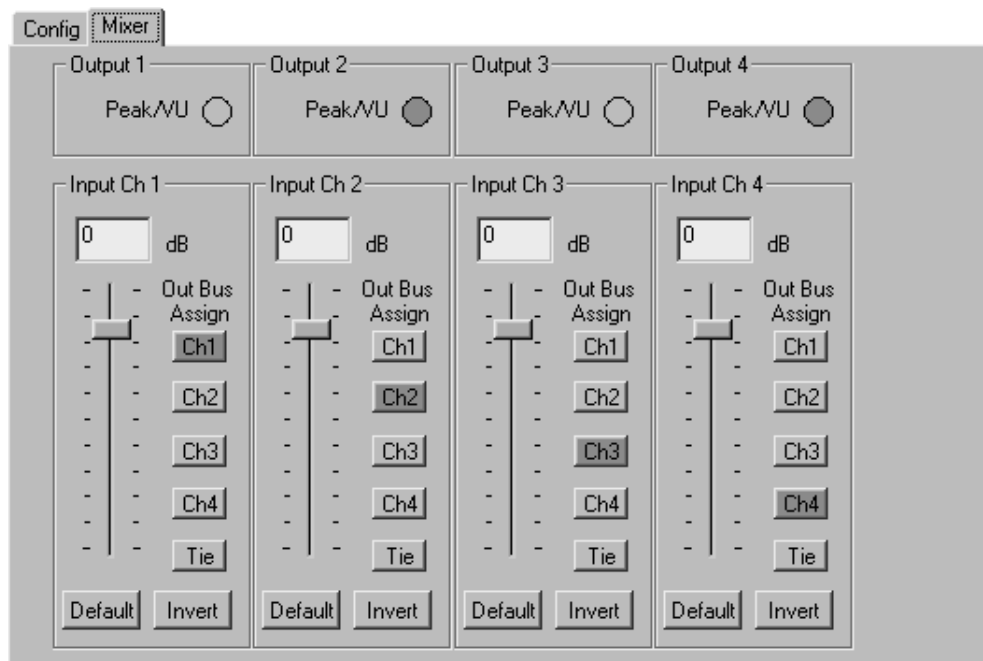 Config Mixer
Output 1 Output 2 Output 3 Output 4
Peak/VU Peak/VU Peak/VU Peak/VU
Input Ch 1 Input Ch 2 Input Ch 3 Input Ch 4
0 dB 0 dB 0 dB 0 dB
Out Bus Out Bus Out Bus Out Bus
Assign Assign Assign Assign
Ch1 Ch1 Ch1 Ch1
Ch2 Ch2 Ch2 Ch2
Ch3 Ch3 Ch3 Ch3
Ch4 Ch4 Ch4 Ch4
Tie Tie Tie Tie
Default Invert Default Invert Default Invert Default Invert